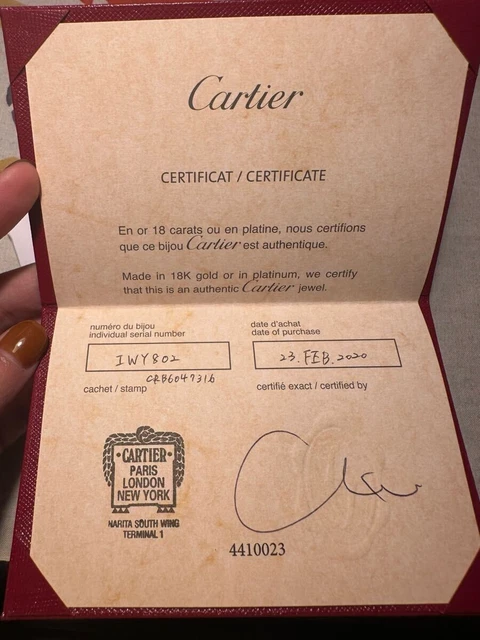 Cartier
CERTIFICAT / CERTIFICATE
En or 18 carats ou en platine, nous certifions
que ce bijou Cartier est authentique.
Made in 18K gold or in platinum, we certify
that this is an authentic Cartier jewel.
numéro du bijou
individual serial number
IWY802
CRB6047316
cachet / stamp
date d'achat
date of purchase
23. FEB. 2020
certifié exact / certified by
CARTIER
PARIS
LONDON
NEW YORK
NARITA SOUTH WING
TERMINAL 1
4410023